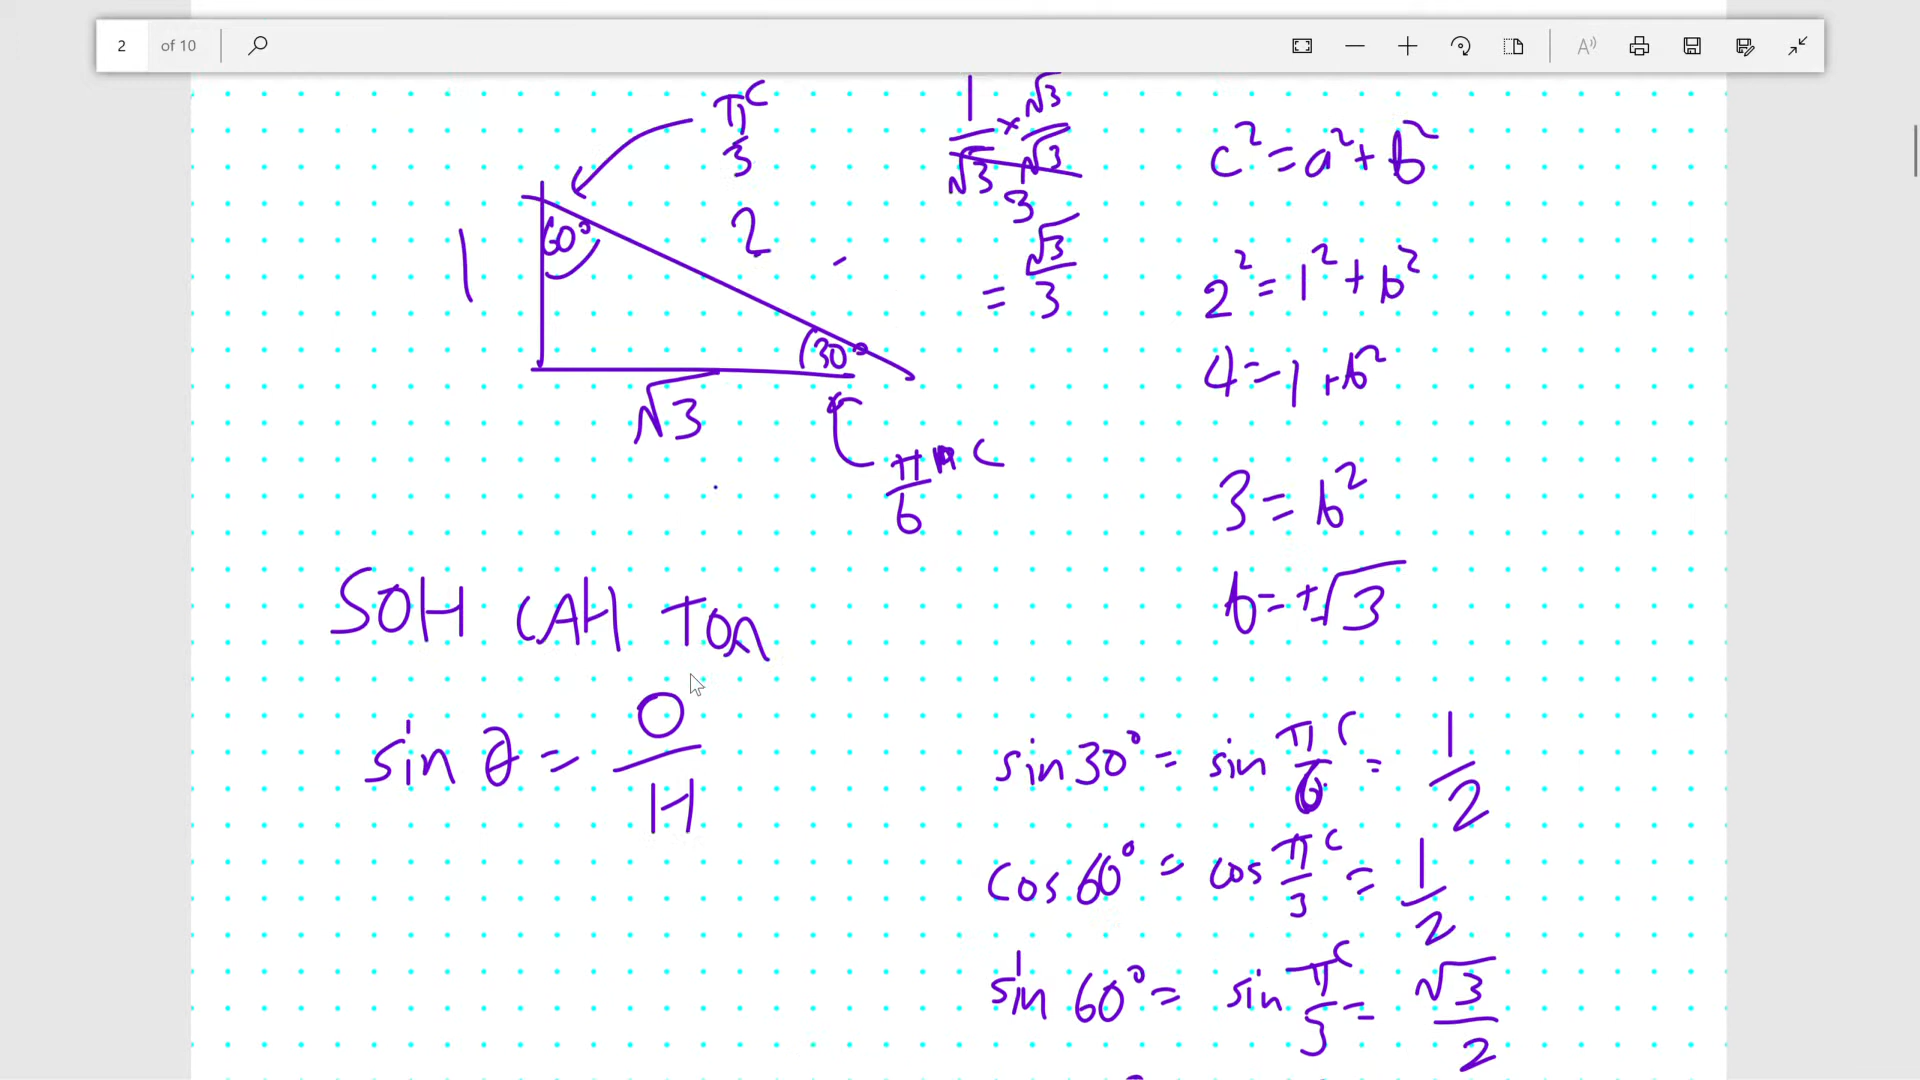 2 of 10
π/3 ᶜ
60°
1
2
30°
√3
π/6 ᶜ
1/√3 × √3/√3
3
= √3/3
c² = a² + b²
2² = 1² + b²
4 = 1 + b²
3 = b²
b = ±√3
SOH CAH TOA
sin θ = O/H
sin 30° = sin π/6 ᶜ = 1/2
cos 60° = cos π/3 ᶜ = 1/2
sin 60° = sin π/3 ᶜ = √3/2